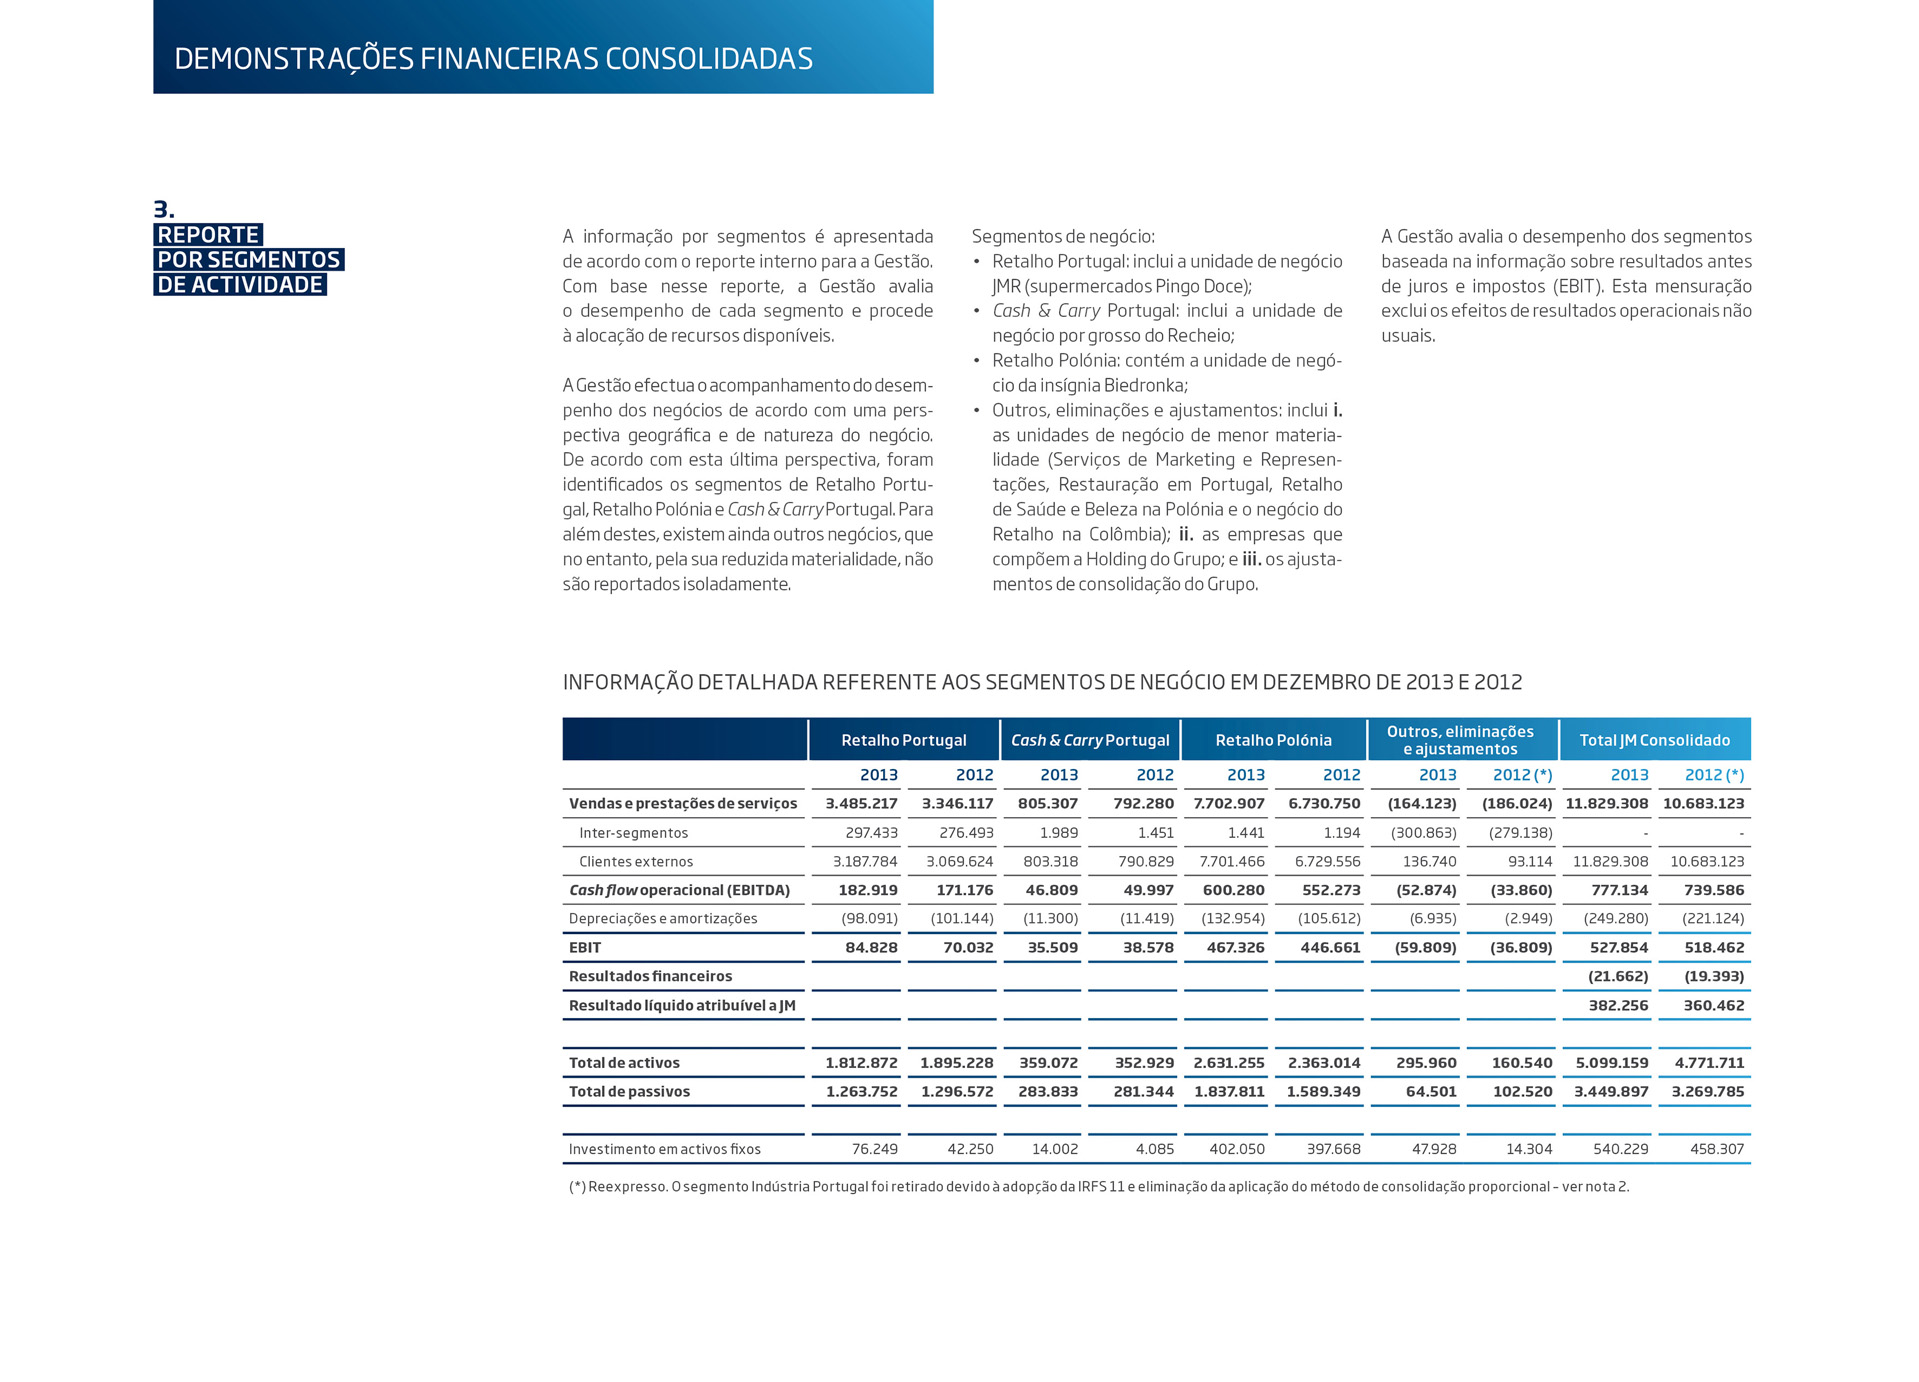 DEMONSTRAÇÕES FINANCEIRAS CONSOLIDADAS
3.
REPORTE
POR SEGMENTOS
DE ACTIVIDADE
A informação por segmentos é apresentada
de acordo com o reporte interno para a Gestão.
Com base nesse reporte, a Gestão avalia
o desempenho de cada segmento e procede
à alocação de recursos disponíveis.
A Gestão efectua o acompanhamento do desem-
penho dos negócios de acordo com uma pers-
pectiva geográfica e de natureza do negócio.
De acordo com esta última perspectiva, foram
identificados os segmentos de Retalho Portu-
gal, Retalho Polónia e Cash & Carry Portugal. Para
além destes, existem ainda outros negócios, que
no entanto, pela sua reduzida materialidade, não
são reportados isoladamente.
Segmentos de negócio:
• Retalho Portugal: inclui a unidade de negócio
JMR (supermercados Pingo Doce);
• Cash & Carry Portugal: inclui a unidade de
negócio por grosso do Recheio;
• Retalho Polónia: contém a unidade de negó-
cio da insígnia Biedronka;
• Outros, eliminações e ajustamentos: inclui i.
as unidades de negócio de menor materia-
lidade (Serviços de Marketing e Represen-
tações, Restauração em Portugal, Retalho
de Saúde e Beleza na Polónia e o negócio do
Retalho na Colômbia); ii. as empresas que
compõem a Holding do Grupo; e iii. os ajusta-
mentos de consolidação do Grupo.
A Gestão avalia o desempenho dos segmentos
baseada na informação sobre resultados antes
de juros e impostos (EBIT). Esta mensuração
exclui os efeitos de resultados operacionais não
usuais.
INFORMAÇÃO DETALHADA REFERENTE AOS SEGMENTOS DE NEGÓCIO EM DEZEMBRO DE 2013 E 2012
Retalho Portugal Cash & Carry Portugal Retalho Polónia Outros, eliminações e ajustamentos Total JM Consolidado
2013 2012 2013 2012 2013 2012 2013 2012 (*) 2013 2012 (*)
Vendas e prestações de serviços 3.485.217 3.346.117 805.307 792.280 7.702.907 6.730.750 (164.123) (186.024) 11.829.308 10.683.123
Inter-segmentos 297.433 276.493 1.989 1.451 1.441 1.194 (300.863) (279.138) - -
Clientes externos 3.187.784 3.069.624 803.318 790.829 7.701.466 6.729.556 136.740 93.114 11.829.308 10.683.123
Cash flow operacional (EBITDA) 182.919 171.176 46.809 49.997 600.280 552.273 (52.874) (33.860) 777.134 739.586
Depreciações e amortizações (98.091) (101.144) (11.300) (11.419) (132.954) (105.612) (6.935) (2.949) (249.280) (221.124)
EBIT 84.828 70.032 35.509 38.578 467.326 446.661 (59.809) (36.809) 527.854 518.462
Resultados financeiros (21.662) (19.393)
Resultado líquido atribuível a JM 382.256 360.462
Total de activos 1.812.872 1.895.228 359.072 352.929 2.631.255 2.363.014 295.960 160.540 5.099.159 4.771.711
Total de passivos 1.263.752 1.296.572 283.833 281.344 1.837.811 1.589.349 64.501 102.520 3.449.897 3.269.785
Investimento em activos fixos 76.249 42.250 14.002 4.085 402.050 397.668 47.928 14.304 540.229 458.307
(*) Reexpresso. O segmento Indústria Portugal foi retirado devido à adopção da IRFS 11 e eliminação da aplicação do método de consolidação proporcional – ver nota 2.